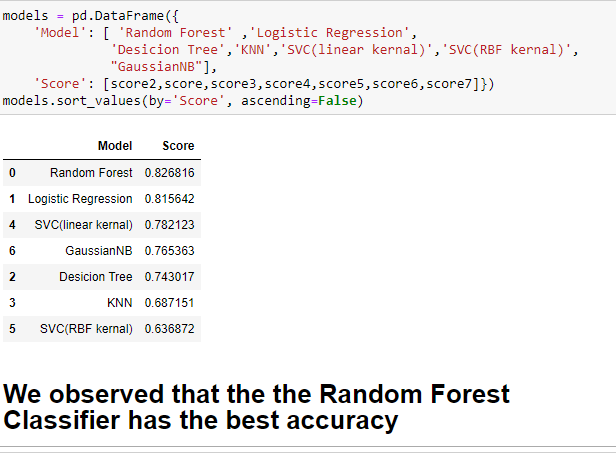 models = pd.DataFrame({
    'Model': [ 'Random Forest' ,'Logistic Regression',
              'Desicion Tree','KNN','SVC(linear kernal)','SVC(RBF kernal)',
              "GaussianNB"],
    'Score': [score2,score,score3,score4,score5,score6,score7]})
models.sort_values(by='Score', ascending=False)
Model Score
0 Random Forest 0.826816
1 Logistic Regression 0.815642
4 SVC(linear kernal) 0.782123
6 GaussianNB 0.765363
2 Desicion Tree 0.743017
3 KNN 0.687151
5 SVC(RBF kernal) 0.636872
We observed that the the Random Forest
Classifier has the best accuracy